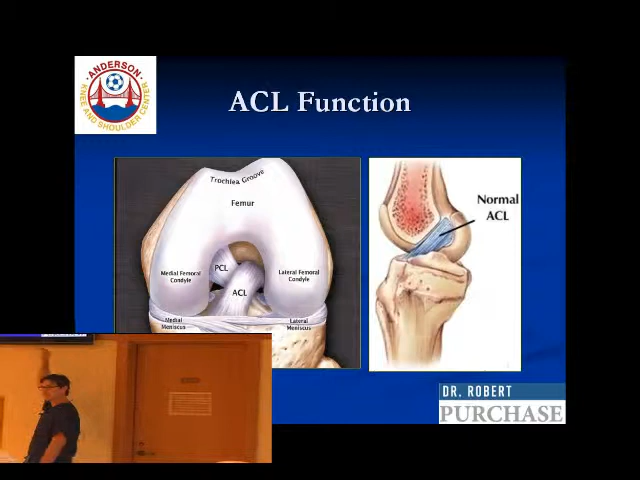 ANDERSON
KNEE AND SHOULDER CENTER
ACL Function
Trochlea Groove
Femur
PCL
Medial Femoral
Condyle
Lateral Femoral
Condyle
ACL
Medial
Meniscus
Lateral
Meniscus
Normal
ACL
DR. ROBERT
PURCHASE